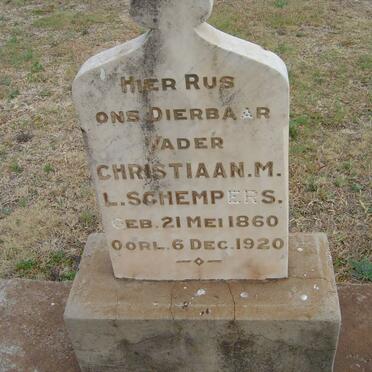 HIER RUS
ONS DIERBAAR
VADER
CHRISTIAAN.M.
L.SCHEMPERS.
GEB. 21 MEI 1860
OORL. 6 DEC. 1920